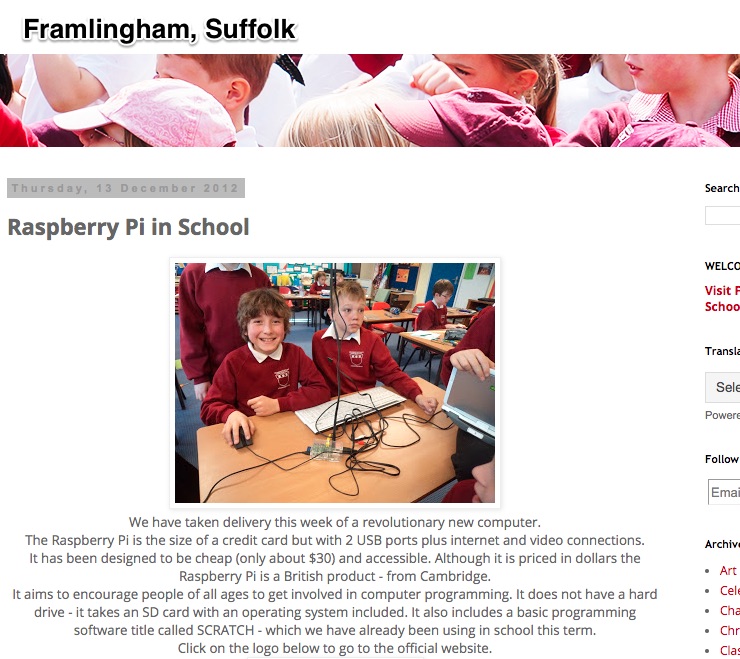 Framlingham, Suffolk
Thursday, 13 December 2012
Raspberry Pi in School
We have taken delivery this week of a revolutionary new computer.
The Raspberry Pi is the size of a credit card but with 2 USB ports plus internet and video connections.
It has been designed to be cheap (only about $30) and accessible. Although it is priced in dollars the
Raspberry Pi is a British product - from Cambridge.
It aims to encourage people of all ages to get involved in computer programming. It does not have a hard
drive - it takes an SD card with an operating system included. It also includes a basic programming
software title called SCRATCH - which we have already been using in school this term.
Click on the logo below to go to the official website.
Search
WELCO
Visit F
Schoo
Transla
Sele
Powere
Follow
Email
Archive
Art
Cele
Cha
Chr
Clas